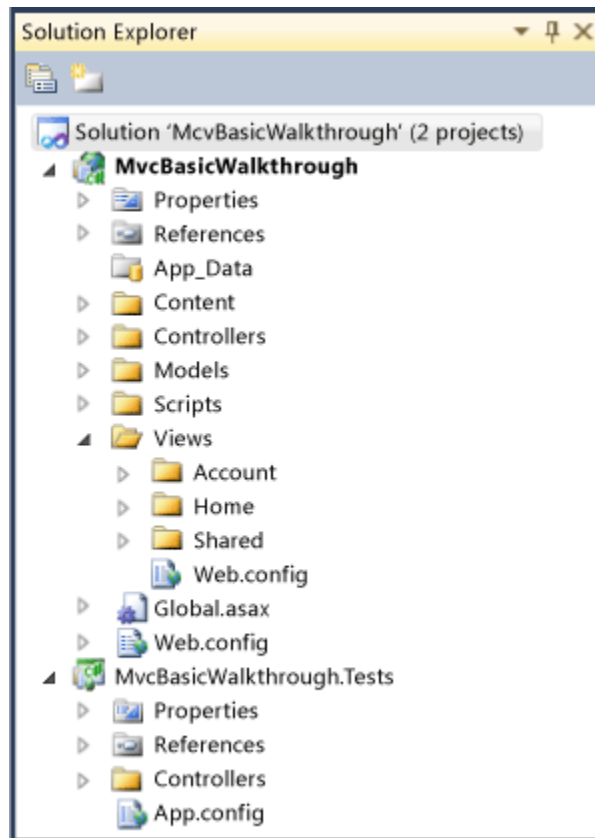 Solution Explorer
Solution 'McvBasicWalkthrough' (2 projects)
MvcBasicWalkthrough
Properties
References
App_Data
Content
Controllers
Models
Scripts
Views
Account
Home
Shared
Web.config
Global.asax
Web.config
MvcBasicWalkthrough.Tests
Properties
References
Controllers
App.config